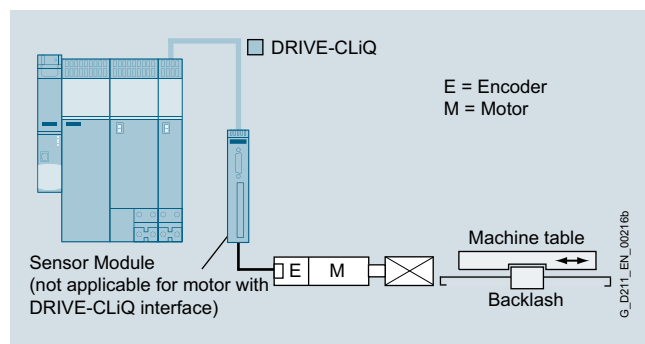 DRIVE-CLiQ
E = Encoder
M = Motor
Sensor Module
(not applicable for motor with
DRIVE-CLiQ interface)
E
M
Machine table
Backlash
G_D211_EN_00216b